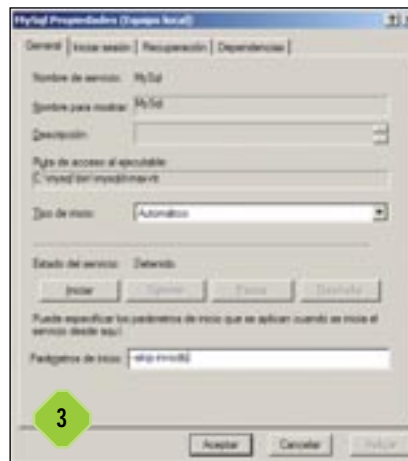 MySql Propiedades (Equipo local)
General Iniciar sesión Recuperación Dependencias
Nombre de servicio: MySql
Nombre para mostrar: MySql
Descripción:
Ruta de acceso al ejecutable:
Tipo de inicio: Automático
Estado del servicio: Detenido
Iniciar Detener Pausa Reanudar
Puede especificar los parámetros de inicio que se aplican cuando se inicia el
servicio desde aquí.
Parámetros de inicio:
3
Aceptar Cancelar Aplicar